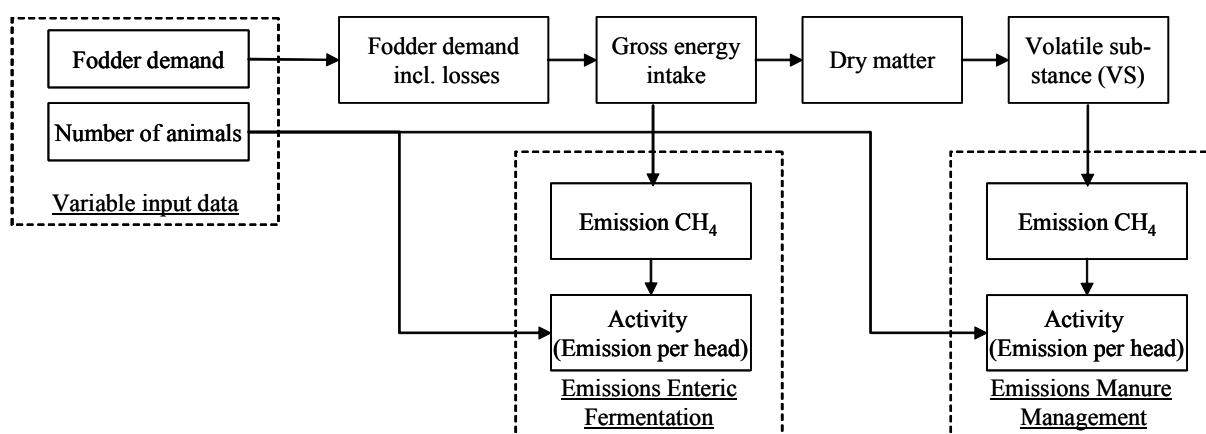 Fodder demand
Number of animals
Variable input data
Fodder demand
incl. losses
Gross energy
intake
Dry matter
Volatile sub-
stance (VS)
Emission CH₄
Activity
(Emission per head)
Emissions Enteric
Fermentation
Emission CH₄
Activity
(Emission per head)
Emissions Manure
Management